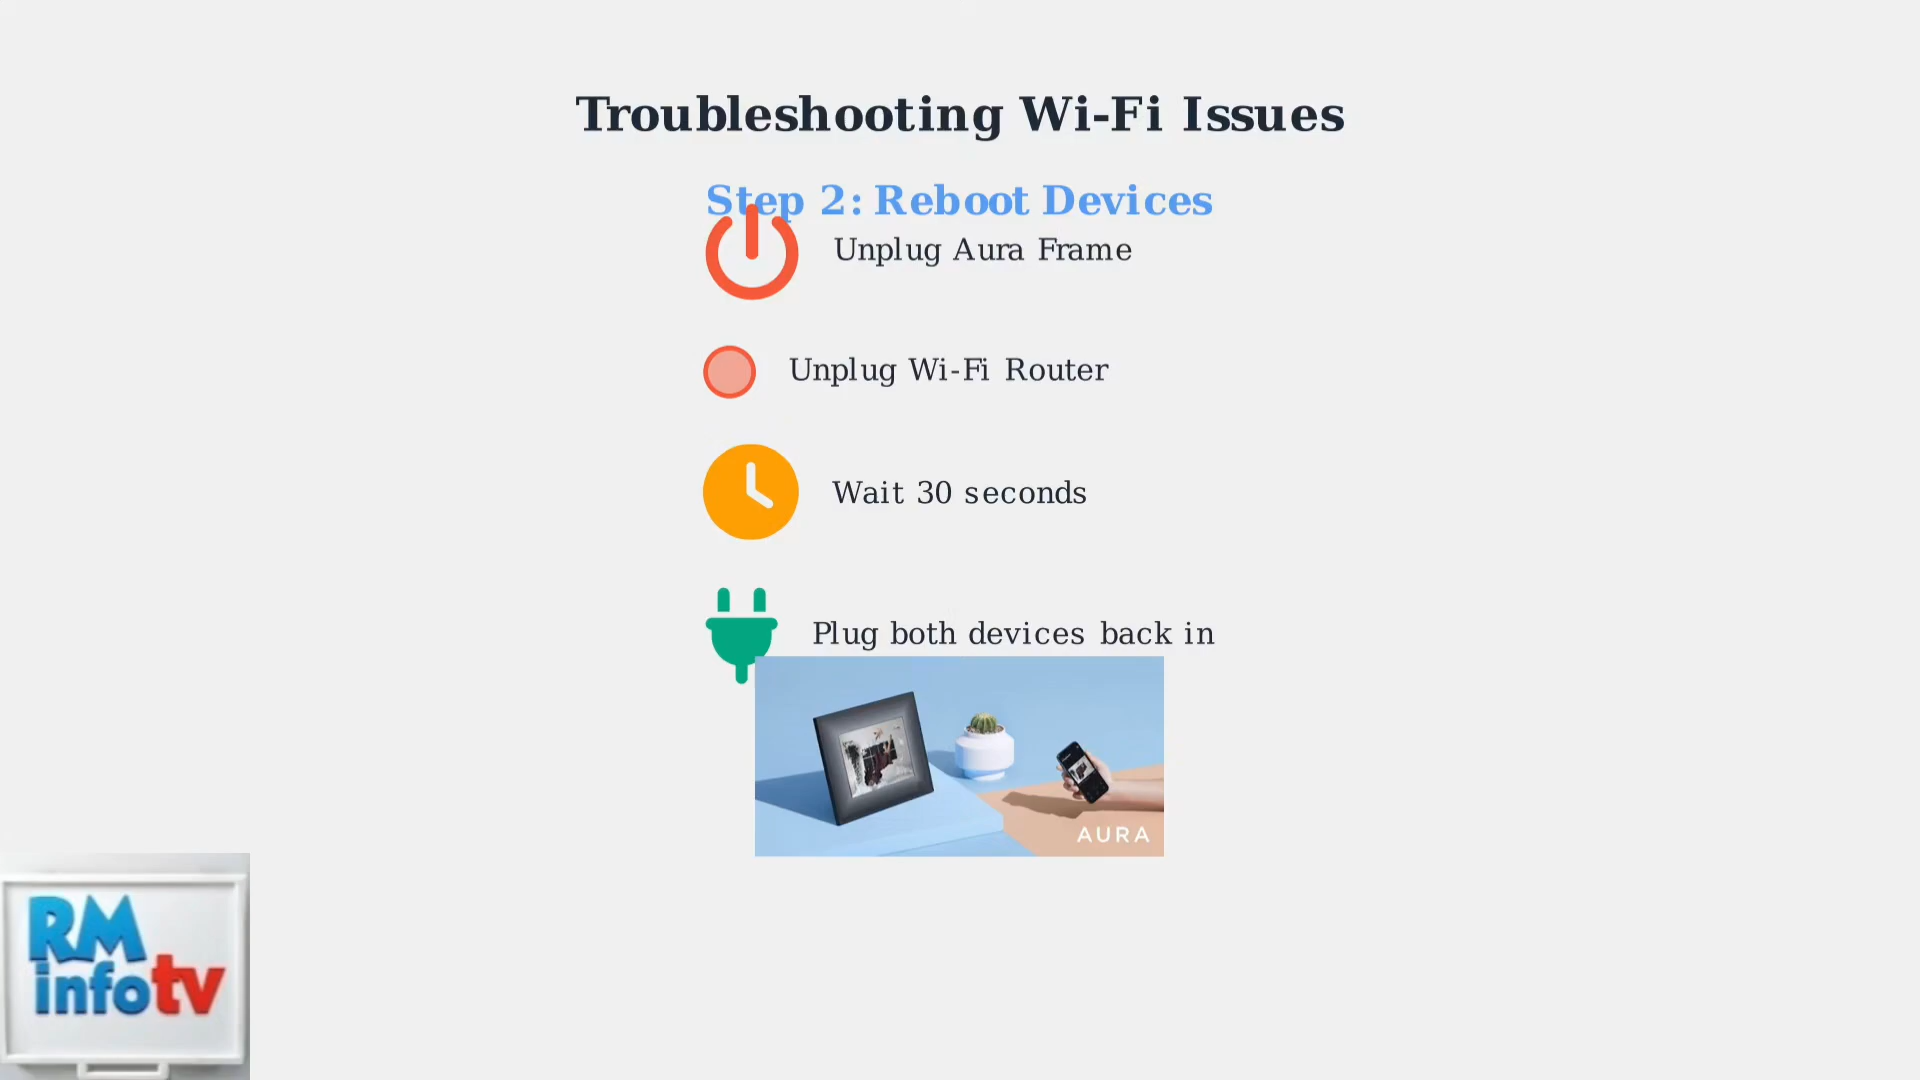 Troubleshooting Wi-Fi Issues
Step 2: Reboot Devices
Unplug Aura Frame
Unplug Wi-Fi Router
Wait 30 seconds
Plug both devices back in
AURA
RM
infotv